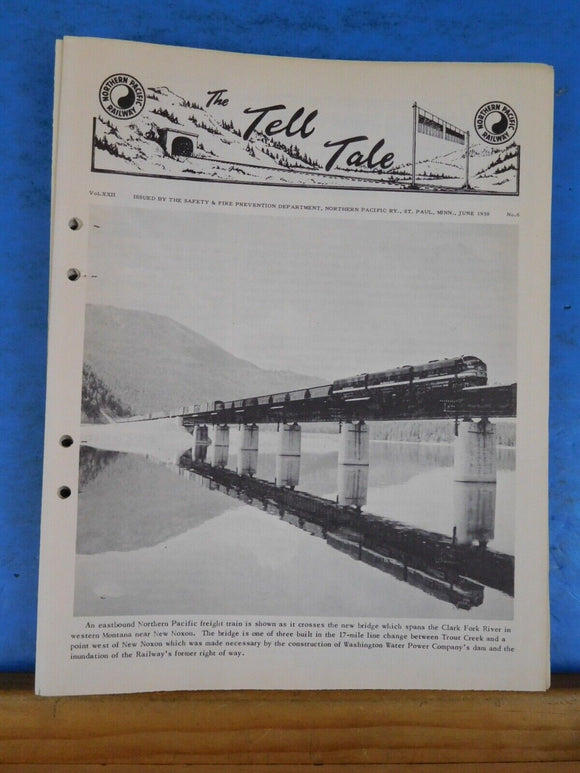 NORTHERN PACIFIC RAILWAY
The Tell Tale
NORTHERN PACIFIC RAILWAY
Vol.XXII ISSUED BY THE SAFETY & FIRE PREVENTION DEPARTMENT, NORTHERN PACIFIC RY., ST. PAUL, MINN., JUNE 1959 No.6
An eastbound Northern Pacific freight train is shown as it crosses the new bridge which spans the Clark Fork River in
western Montana near New Noxon. The bridge is one of three built in the 17-mile line change between Trout Creek and a
point west of New Noxon which was made necessary by the construction of Washington Water Power Company's dam and the
inundation of the Railway's former right of way.